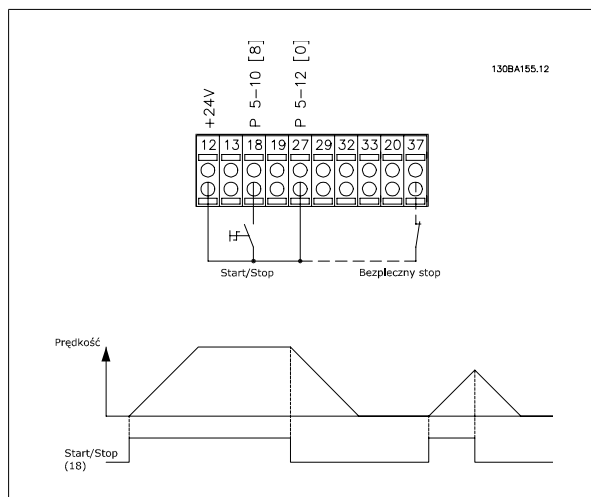 130BA155.12
+24V
P 5-10 [8]
P 5-12 [0]
12 13 18 19 27 29 32 33 20 37
Start/Stop
Bezpieczny stop
Prędkość
Start/Stop
(18)